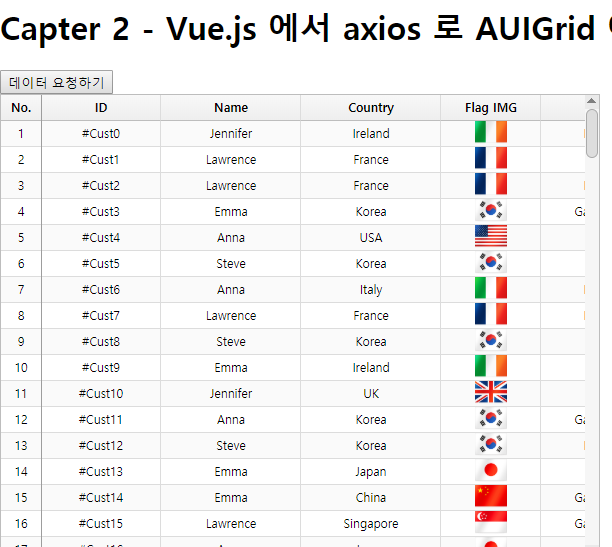 Capter 2 - Vue.js 에서 axios 로 AUIGrid
데이터 요청하기
No. ID Name Country Flag IMG
1 #Cust0 Jennifer Ireland
2 #Cust1 Lawrence France
3 #Cust2 Lawrence France
4 #Cust3 Emma Korea Ga
5 #Cust4 Anna USA
6 #Cust5 Steve Korea
7 #Cust6 Anna Italy
8 #Cust7 Lawrence France
9 #Cust8 Steve Korea
10 #Cust9 Emma Ireland
11 #Cust10 Jennifer UK
12 #Cust11 Anna Korea Ga
13 #Cust12 Steve Korea
14 #Cust13 Emma Japan
15 #Cust14 Emma China Ga
16 #Cust15 Lawrence Singapore Ga